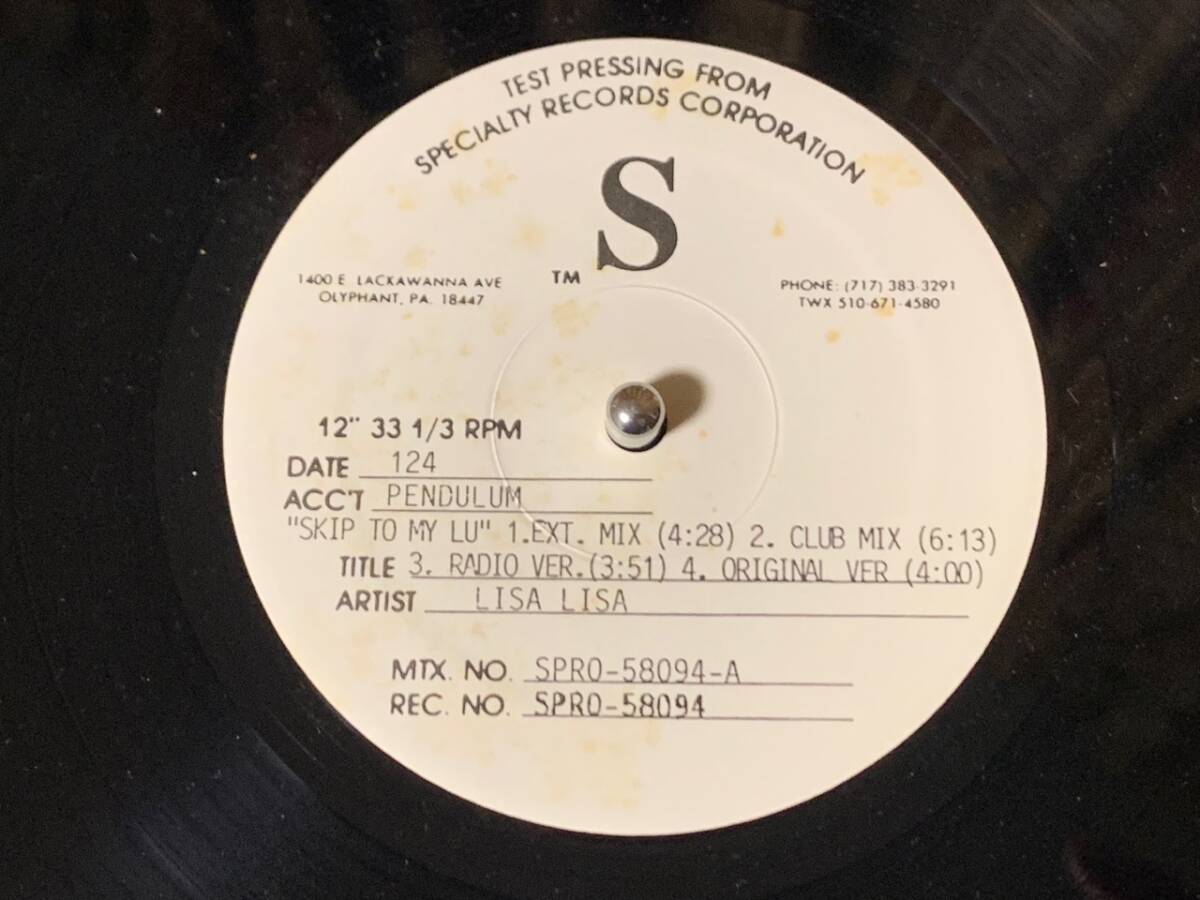 TEST PRESSING FROM
SPECIALTY RECORDS CORPORATION
S
TM
1400 E. LACKAWANNA AVE
OLYPHANT, PA. 18447
PHONE: (717) 383-3291
TWX 510-671-4580
12" 33 1/3 RPM
DATE 124
ACC'T PENDULUM
"SKIP TO MY LU" 1.EXT. MIX (4:28) 2. CLUB MIX (6:13)
TITLE 3. RADIO VER.(3:51) 4. ORIGINAL VER (4:00)
ARTIST LISA LISA
MTX. NO. SPRO-58094-A
REC. NO. SPRO-58094